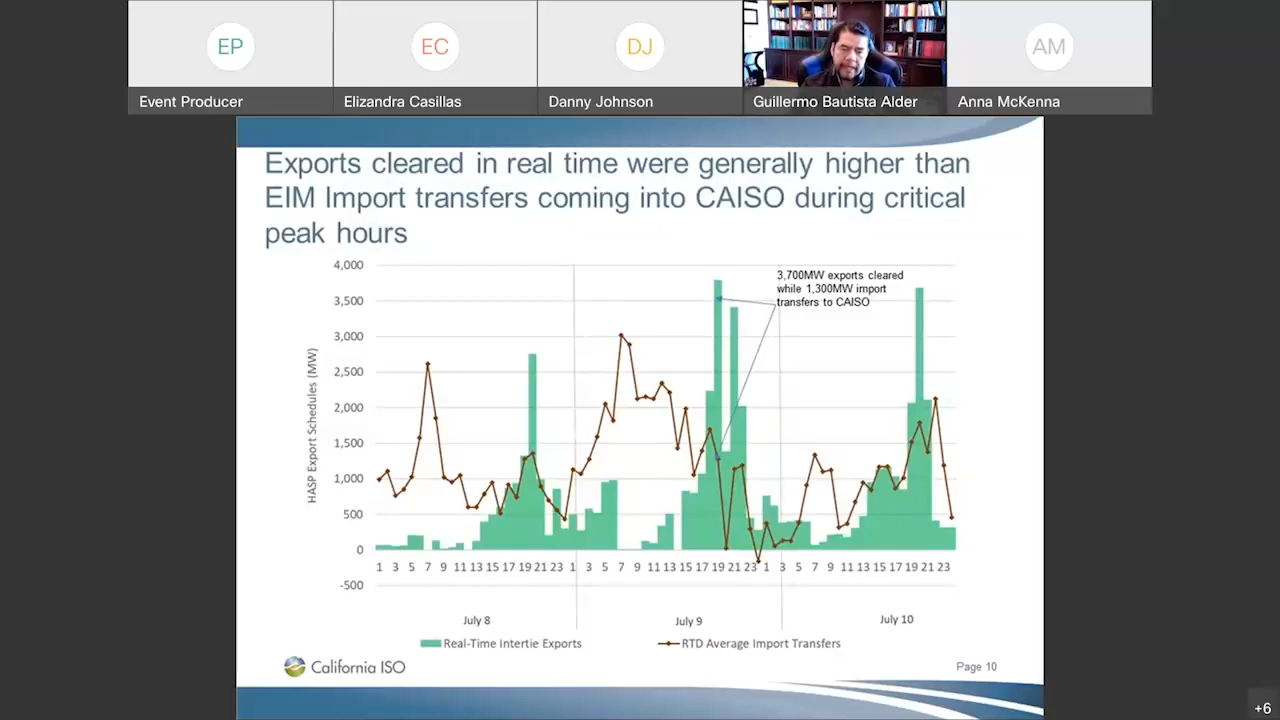 EP
EC
DJ
AM
Event Producer
Elizandra Casillas
Danny Johnson
Guillermo Bautista Alder
Anna McKenna
Exports cleared in real time were generally higher than
EIM Import transfers coming into CAISO during critical
peak hours
4,000
3,500
3,000
2,500
2,000
1,500
1,000
500
0
-500
HASP Export Schedules (MW)
3,700MW exports cleared
while 1,300MW import
transfers to CAISO
1 3 5 7 9 11 13 15 17 19 21 23 1 3 5 7 9 11 13 15 17 19 21 23 1 3 5 7 9 11 13 15 17 19 21 23
July 8
July 9
July 10
Real-Time Intertie Exports
RTD Average Import Transfers
California ISO
Page 10
+6